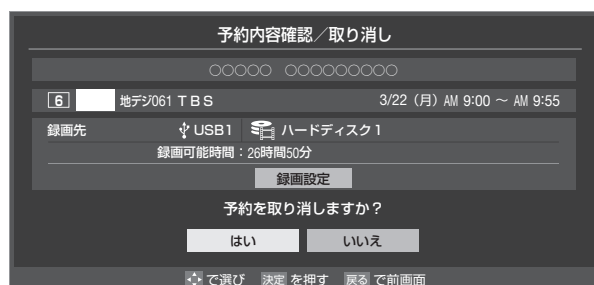 予約内容確認／取り消し
○○○○○ ○○○○○○○○○
6 地デジ061 TBS 3/22（月）AM 9:00 ～ AM 9:55
録画先 USB1 ハードディスク1
録画可能時間：26時間50分
録画設定
予約を取り消しますか？
はい いいえ
で選び 決定 を押す 戻る で前画面